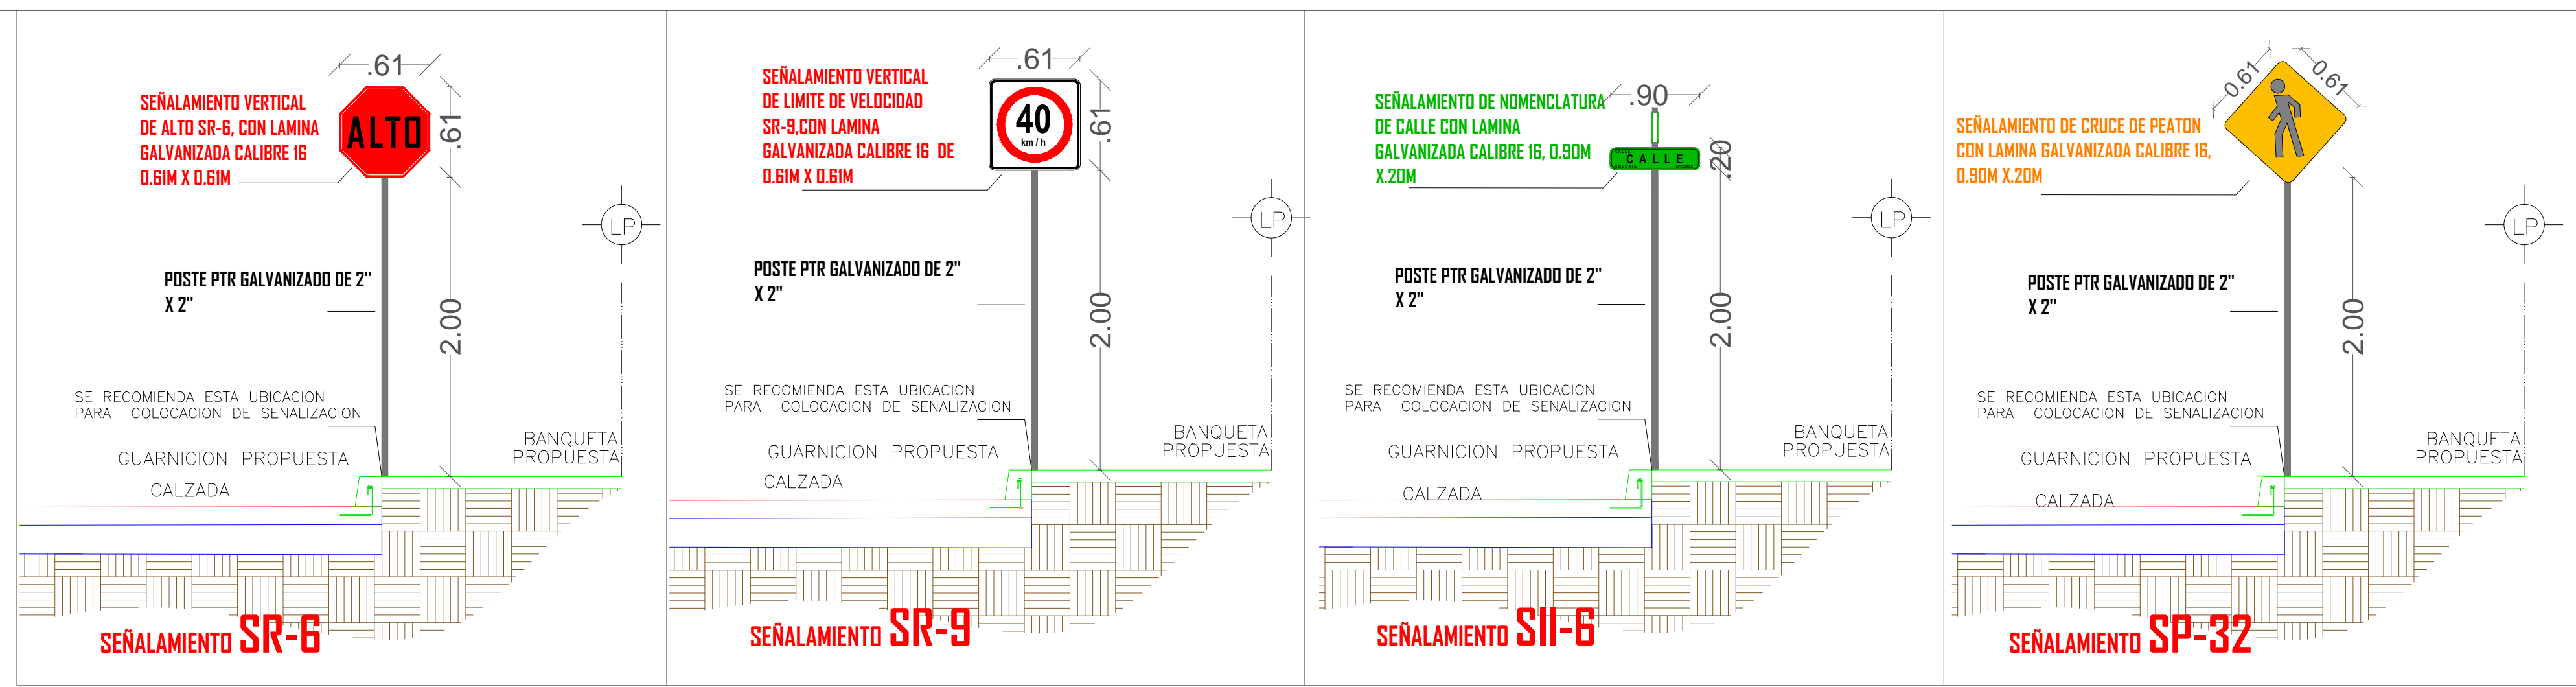 .61
SEÑALAMIENTO VERTICAL
DE ALTO SR-6, CON LAMINA
GALVANIZADA CALIBRE 16
0.61M X 0.61M
ALTO
.61
LP
POSTE PTR GALVANIZADO DE 2"
X 2"
2.00
SE RECOMIENDA ESTA UBICACION
PARA COLOCACION DE SENALIZACION
BANQUETA
PROPUESTA
GUARNICION PROPUESTA
CALZADA
SEÑALAMIENTO SR-6
.61
SEÑALAMIENTO VERTICAL
DE LIMITE DE VELOCIDAD
SR-9,CON LAMINA
GALVANIZADA CALIBRE 16 DE
0.61M X 0.61M
40
km / h
.61
LP
POSTE PTR GALVANIZADO DE 2"
X 2"
2.00
SE RECOMIENDA ESTA UBICACION
PARA COLOCACION DE SENALIZACION
BANQUETA
PROPUESTA
GUARNICION PROPUESTA
CALZADA
SEÑALAMIENTO SR-9
.90
SEÑALAMIENTO DE NOMENCLATURA
DE CALLE CON LAMINA
GALVANIZADA CALIBRE 16, 0.90M
X.20M
CALLE
.20
LP
POSTE PTR GALVANIZADO DE 2"
X 2"
2.00
SE RECOMIENDA ESTA UBICACION
PARA COLOCACION DE SENALIZACION
BANQUETA
PROPUESTA
GUARNICION PROPUESTA
CALZADA
SEÑALAMIENTO SII-6
0.61
0.61
SEÑALAMIENTO DE CRUCE DE PEATON
CON LAMINA GALVANIZADA CALIBRE 16,
0.90M X.20M
LP
POSTE PTR GALVANIZADO DE 2"
X 2"
2.00
SE RECOMIENDA ESTA UBICACION
PARA COLOCACION DE SENALIZACION
BANQUETA
PROPUESTA
GUARNICION PROPUESTA
CALZADA
SEÑALAMIENTO SP-32